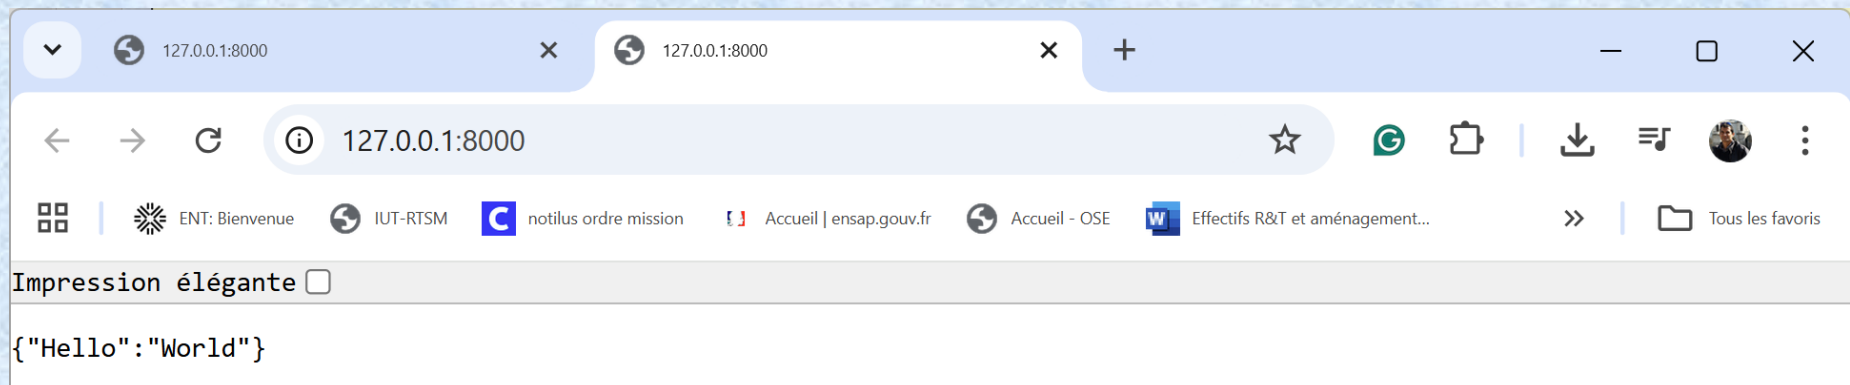 127.0.0.1:8000 127.0.0.1:8000
127.0.0.1:8000
ENT: Bienvenue IUT-RTSM C notilus ordre mission Accueil | ensap.gouv.fr Accueil - OSE W Effectifs R&T et aménagement... Tous les favoris
Impression élégante
{"Hello":"World"}